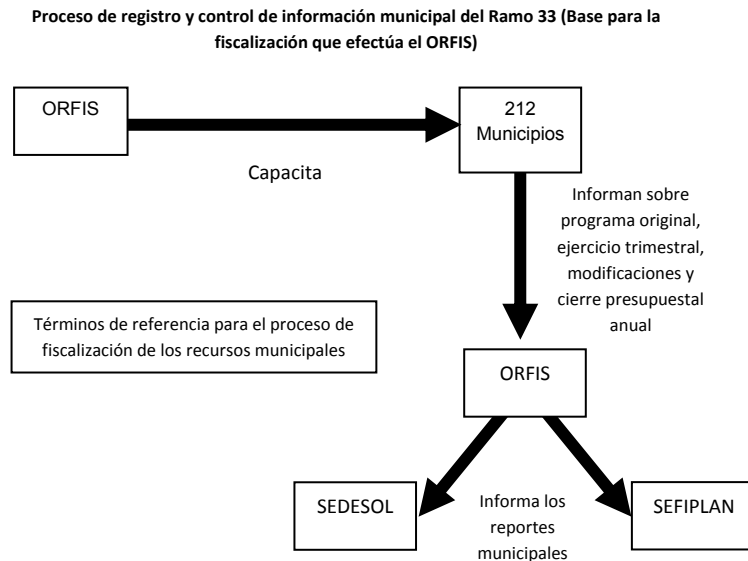 Proceso de registro y control de información municipal del Ramo 33 (Base para la
fiscalización que efectúa el ORFIS)
ORFIS
212
Municipios
Capacita
Informan sobre
programa original,
ejercicio trimestral,
modificaciones y
cierre presupuestal
anual
Términos de referencia para el proceso de
fiscalización de los recursos municipales
ORFIS
SEDESOL
Informa los
reportes
municipales
SEFIPLAN